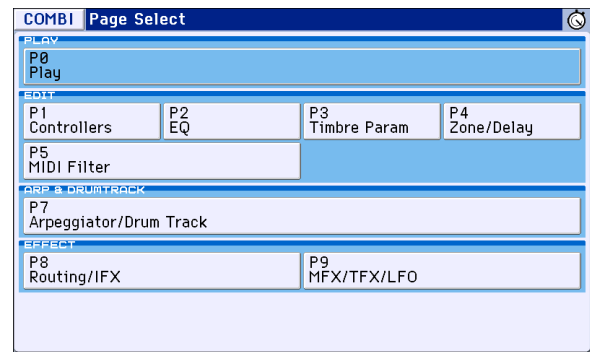 COMBI Page Select
PLAY
P0
Play
EDIT
P1
Controllers
P2
EQ
P3
Timbre Param
P4
Zone/Delay
P5
MIDI Filter
ARP & DRUMTRACK
P7
Arpeggiator/Drum Track
EFFECT
P8
Routing/IFX
P9
MFX/TFX/LFO